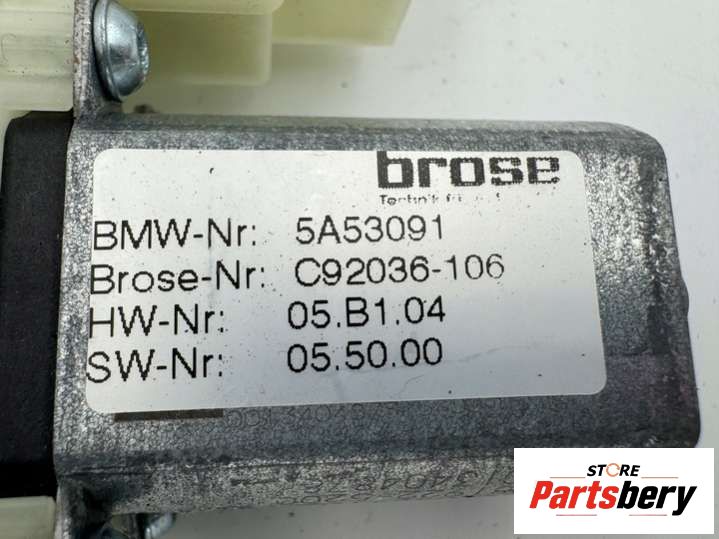 brose
BMW-Nr: 5A53091
Brose-Nr: C92036-106
HW-Nr: 05.B1.04
SW-Nr: 05.50.00
STORE
Partsbery